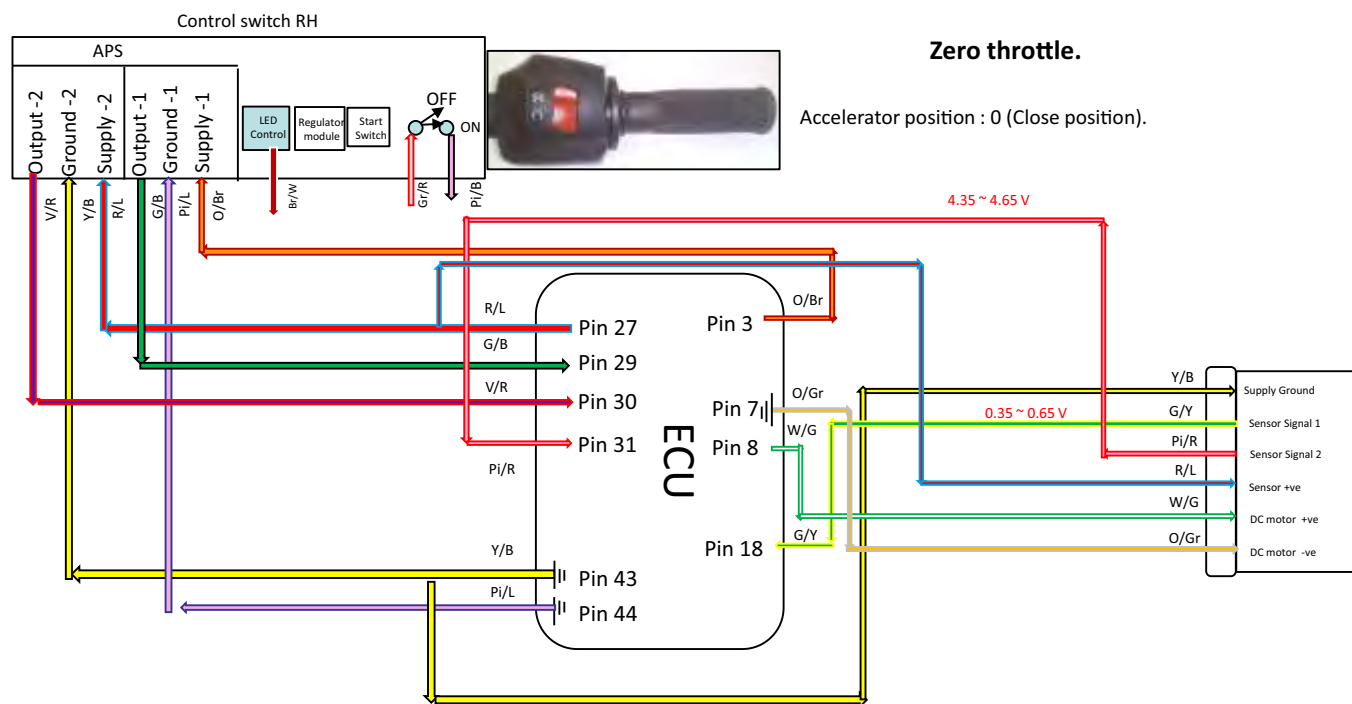 Control switch RH
APS
Output -2
Ground -2
Supply -2
Output -1
Ground -1
Supply -1
LED Control
Regulator module
Start Switch
OFF
ON
V/R
Y/B
R/L
G/B
Pi/L
O/Br
Br/W
Gr/R
Pi/B
Zero throttle.
Accelerator position : 0 (Close position).
4.35 ~ 4.65 V
R/L
Pin 27
O/Br
Pin 3
G/B
Pin 29
V/R
Pin 30
O/Gr
Pin 7
W/G
Pin 8
Pin 31
Pi/R
ECU
G/Y
Pin 18
Y/B
Pin 43
Pi/L
Pin 44
0.35 ~ 0.65 V
Y/B
Supply Ground
G/Y
Sensor Signal 1
Pi/R
Sensor Signal 2
R/L
Sensor +ve
W/G
DC motor +ve
O/Gr
DC motor -ve